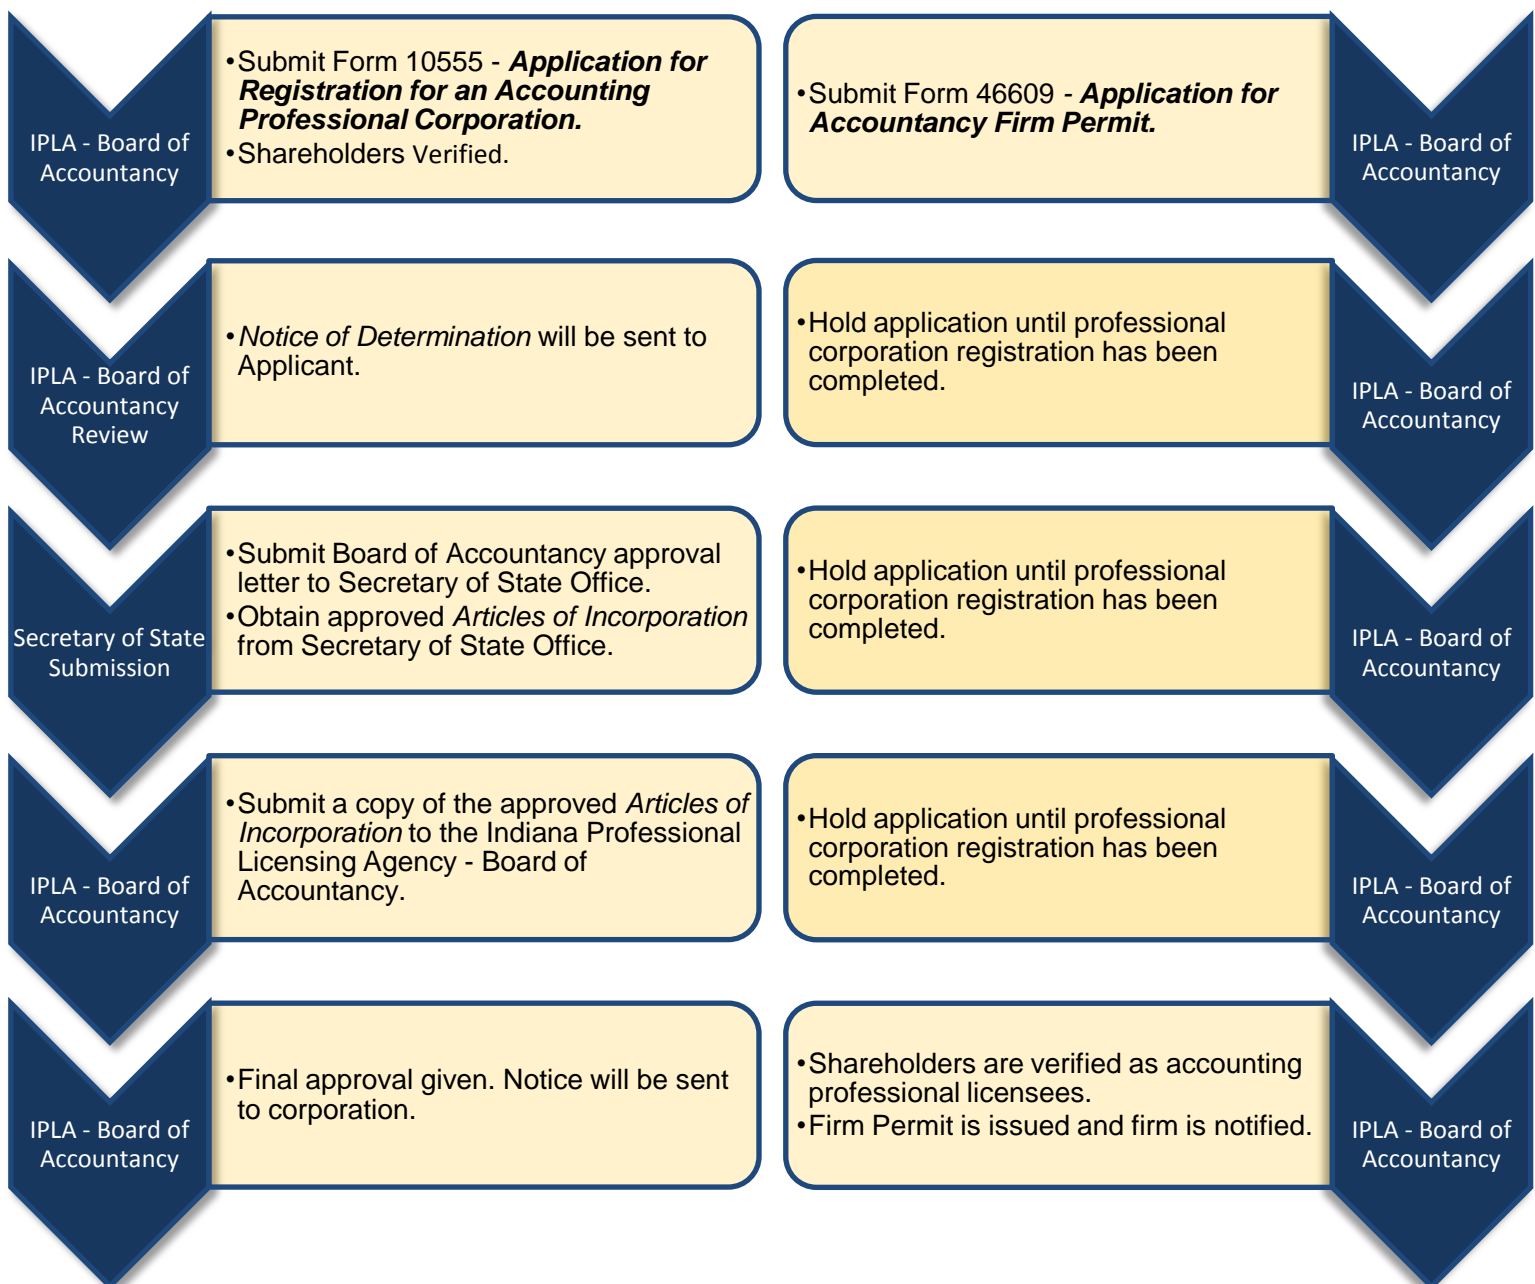 IPLA - Board of
Accountancy
•Submit Form 10555 - Application for
Registration for an Accounting
Professional Corporation.
•Shareholders Verified.
•Submit Form 46609 - Application for
Accountancy Firm Permit.
IPLA - Board of
Accountancy
IPLA - Board of
Accountancy
Review
•Notice of Determination will be sent to
Applicant.
•Hold application until professional
corporation registration has been
completed.
IPLA - Board of
Accountancy
Secretary of State
Submission
•Submit Board of Accountancy approval
letter to Secretary of State Office.
•Obtain approved Articles of Incorporation
from Secretary of State Office.
•Hold application until professional
corporation registration has been
completed.
IPLA - Board of
Accountancy
IPLA - Board of
Accountancy
•Submit a copy of the approved Articles of
Incorporation to the Indiana Professional
Licensing Agency - Board of
Accountancy.
•Hold application until professional
corporation registration has been
completed.
IPLA - Board of
Accountancy
IPLA - Board of
Accountancy
•Final approval given. Notice will be sent
to corporation.
•Shareholders are verified as accounting
professional licensees.
•Firm Permit is issued and firm is notified.
IPLA - Board of
Accountancy